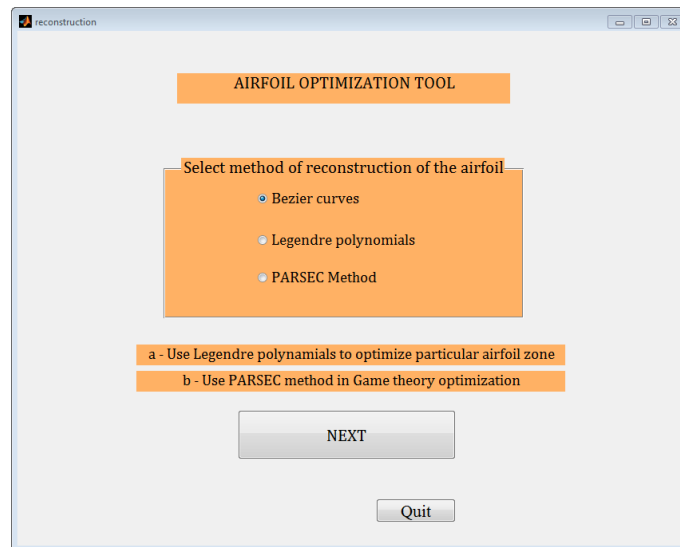 reconstruction
AIRFOIL OPTIMIZATION TOOL
Select method of reconstruction of the airfoil
Bezier curves
Legendre polynomials
PARSEC Method
a - Use Legendre polynamials to optimize particular airfoil zone
b - Use PARSEC method in Game theory optimization
NEXT
Quit